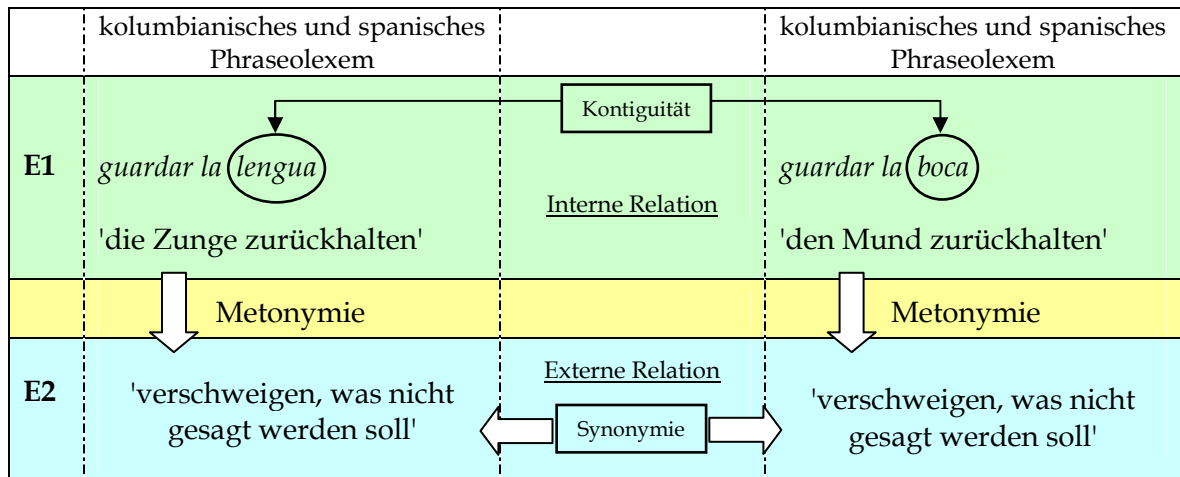 kolumbianisches und spanisches
Phraseolexem
kolumbianisches und spanisches
Phraseolexem
E1
Kontiguität
guardar la lengua
guardar la boca
Interne Relation
'die Zunge zurückhalten'
'den Mund zurückhalten'
Metonymie
Metonymie
E2
Externe Relation
'verschweigen, was nicht
gesagt werden soll'
Synonymie
'verschweigen, was nicht
gesagt werden soll'